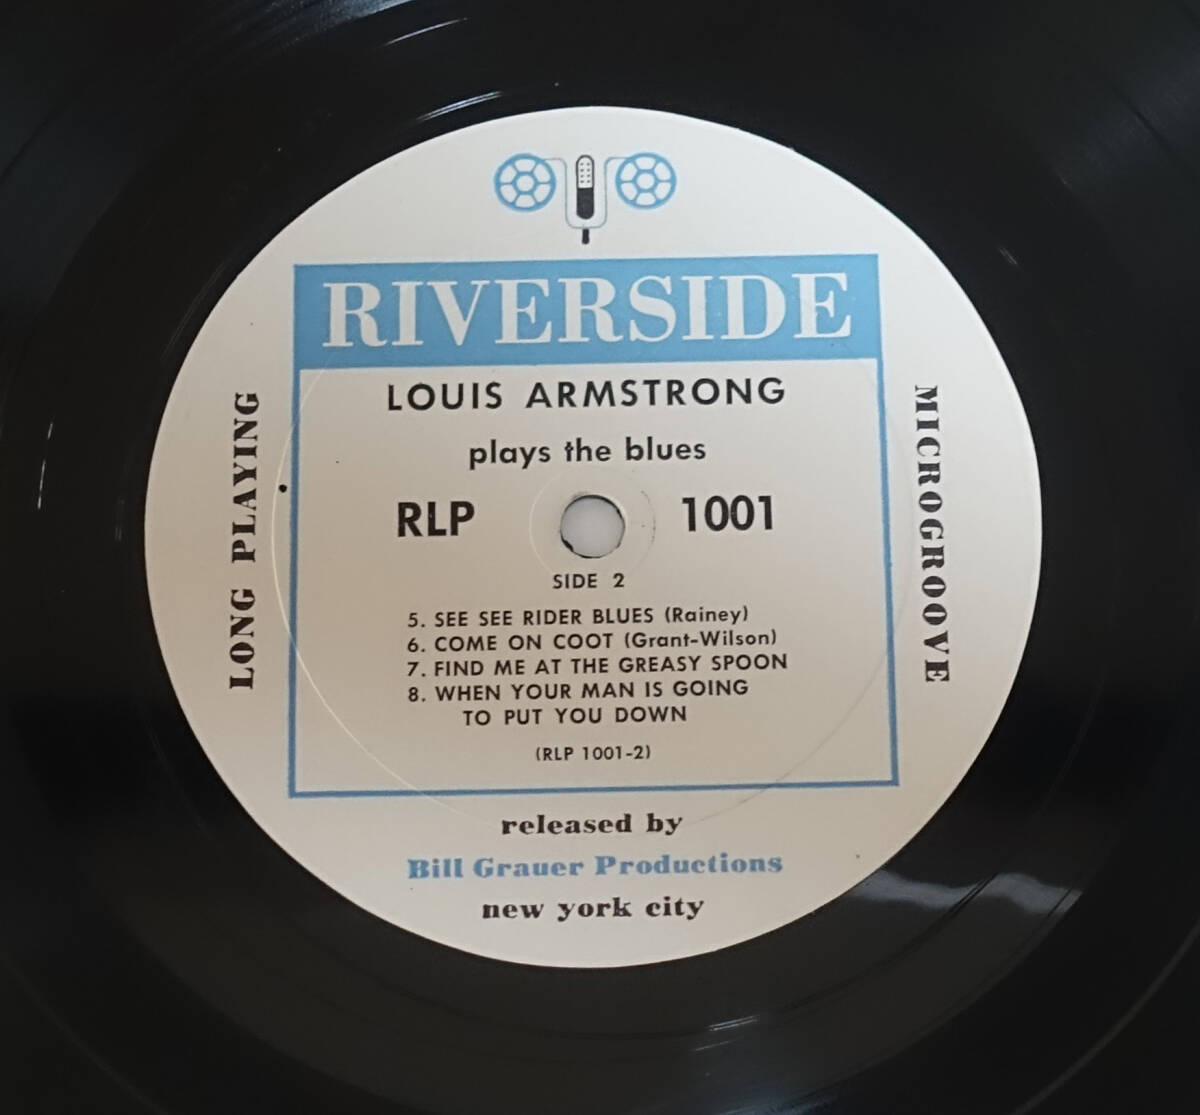 RIVERSIDE
LOUIS ARMSTRONG
plays the blues
RLP 1001
LONG PLAYING
MICROGROOVE
SIDE 2
5. SEE SEE RIDER BLUES (Rainey)
6. COME ON COOT (Grant-Wilson)
7. FIND ME AT THE GREASY SPOON
8. WHEN YOUR MAN IS GOING
TO PUT YOU DOWN
(RLP 1001-2)
released by
Bill Grauer Productions
new york city